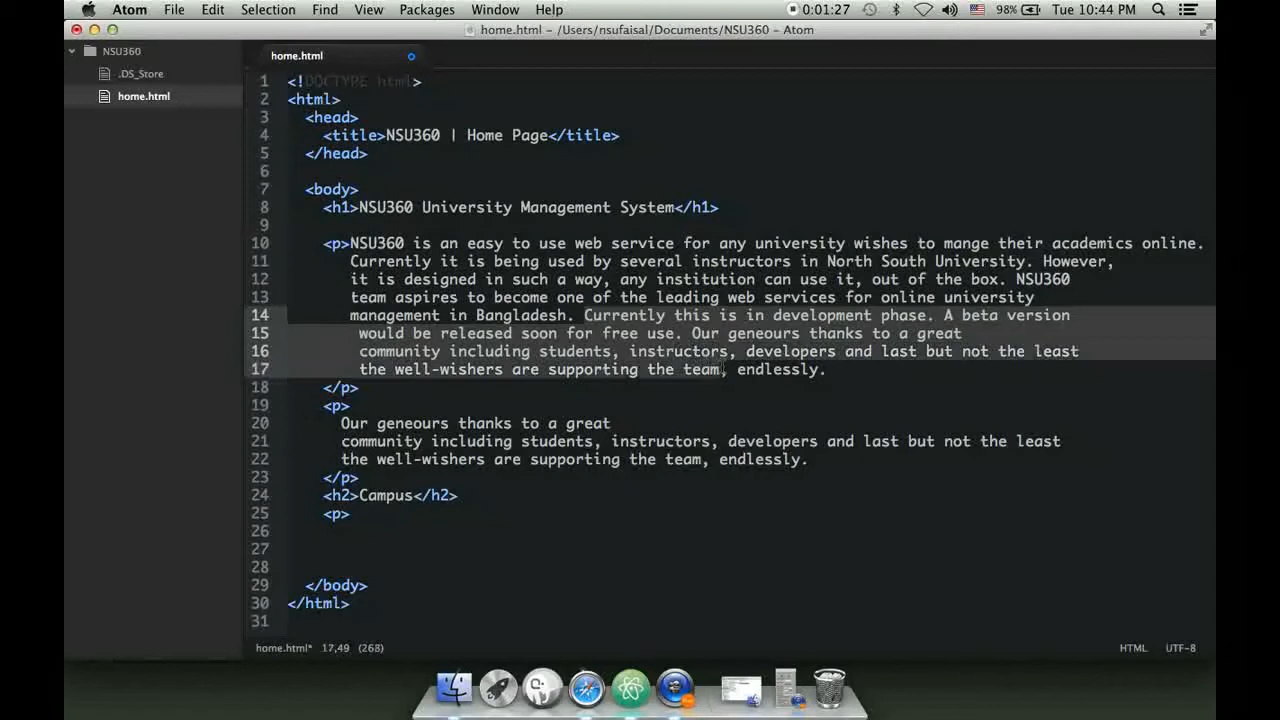 Atom File Edit Selection Find View Packages Window Help 0:01:27 98% Tue 10:44 PM
home.html - /Users/nsufaisal/Documents/NSU360 - Atom
NSU360
.DS_Store
home.html
home.html
1 <!DOCTYPE html>
2 <html>
3 <head>
4 <title>NSU360 | Home Page</title>
5 </head>
6
7 <body>
8 <h1>NSU360 University Management System</h1>
9
10 <p>NSU360 is an easy to use web service for any university wishes to mange their academics online.
11 Currently it is being used by several instructors in North South University. However,
12 it is designed in such a way, any institution can use it, out of the box. NSU360
13 team aspires to become one of the leading web services for online university
14 management in Bangladesh. Currently this is in development phase. A beta version
15 would be released soon for free use. Our geneours thanks to a great
16 community including students, instructors, developers and last but not the least
17 the well-wishers are supporting the team, endlessly.
18 </p>
19 <p>
20 Our geneours thanks to a great
21 community including students, instructors, developers and last but not the least
22 the well-wishers are supporting the team, endlessly.
23 </p>
24 <h2>Campus</h2>
25 <p>
26
27
28
29 </body>
30 </html>
31
home.html* 17,49 (268) HTML UTF-8